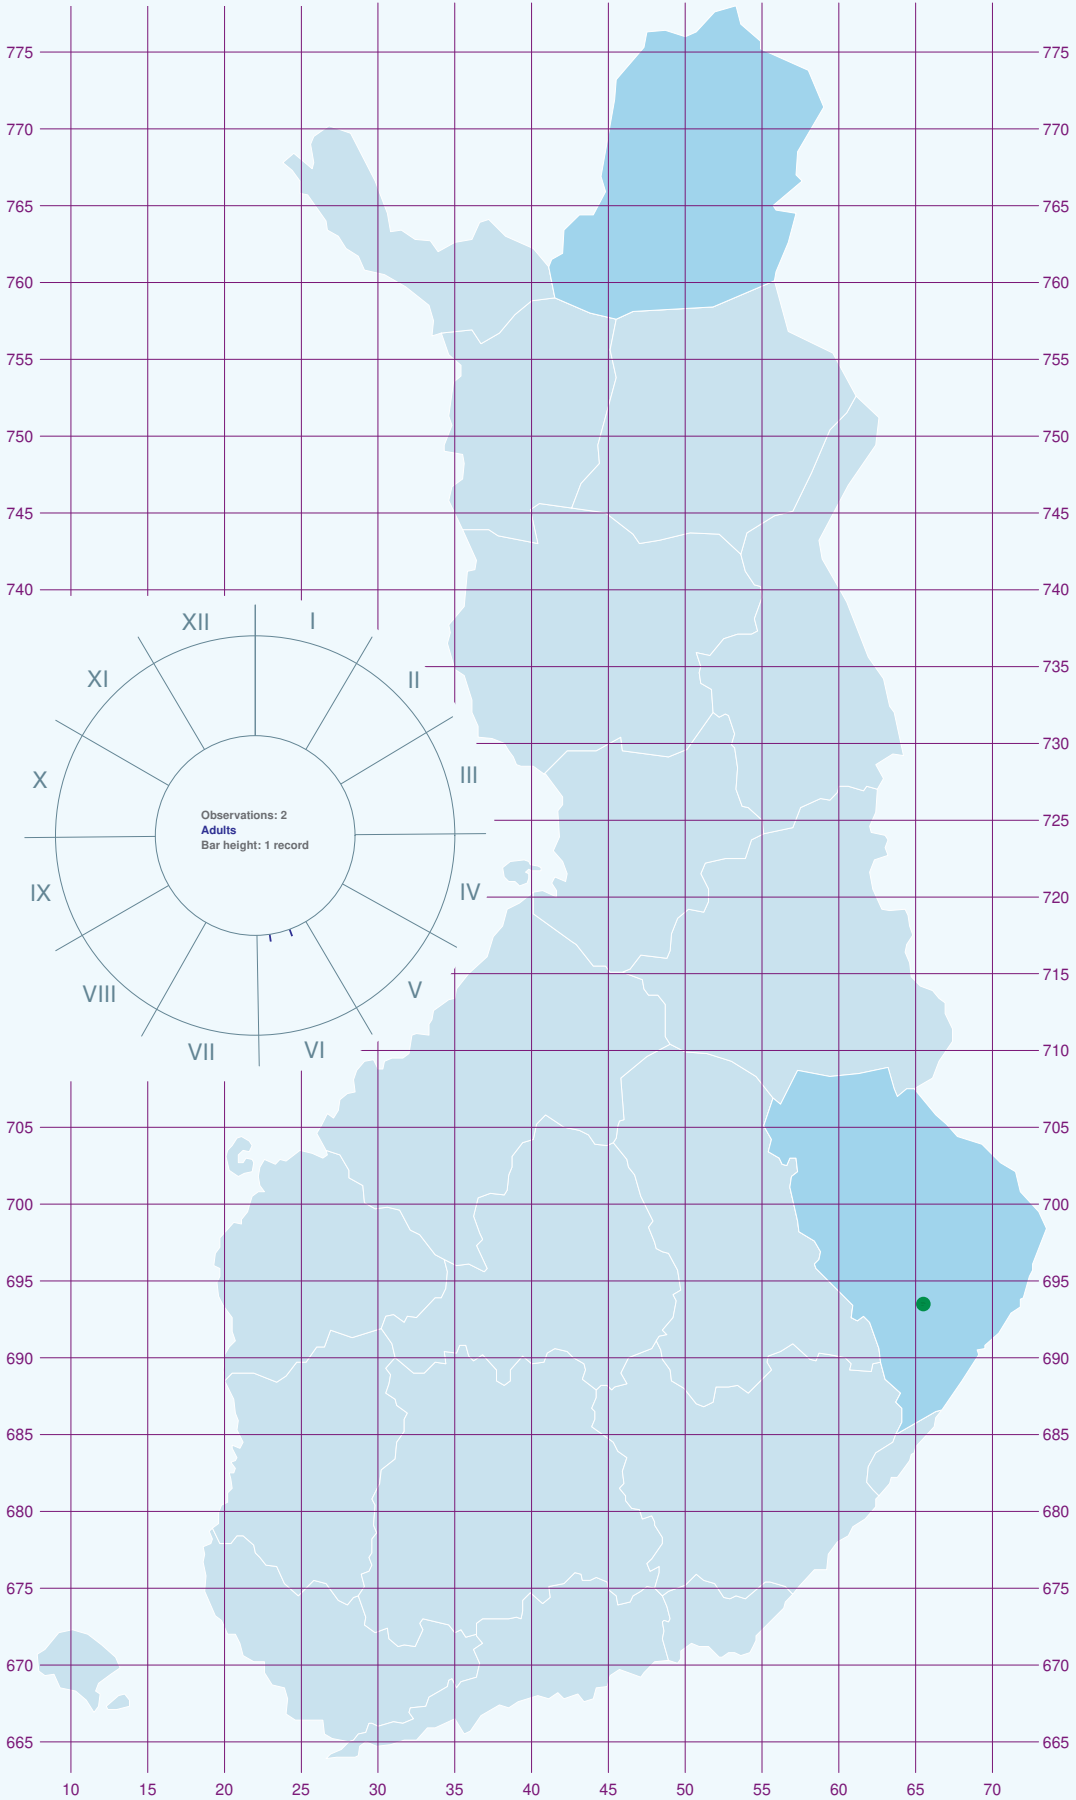 775 775
770 770
765 765
760 760
755 755
750 750
745 745
740 740
XII I
735
XI II
730
X III
Observations: 2
725
Adults
Bar height: 1 record
IX IV
720
715
VIII V
VII VI
710
705 705
700 700
695 695
690 690
685 685
680 680
675 675
670 670
665 665
10 15 20 25 30 35 40 45 50 55 60 65 70